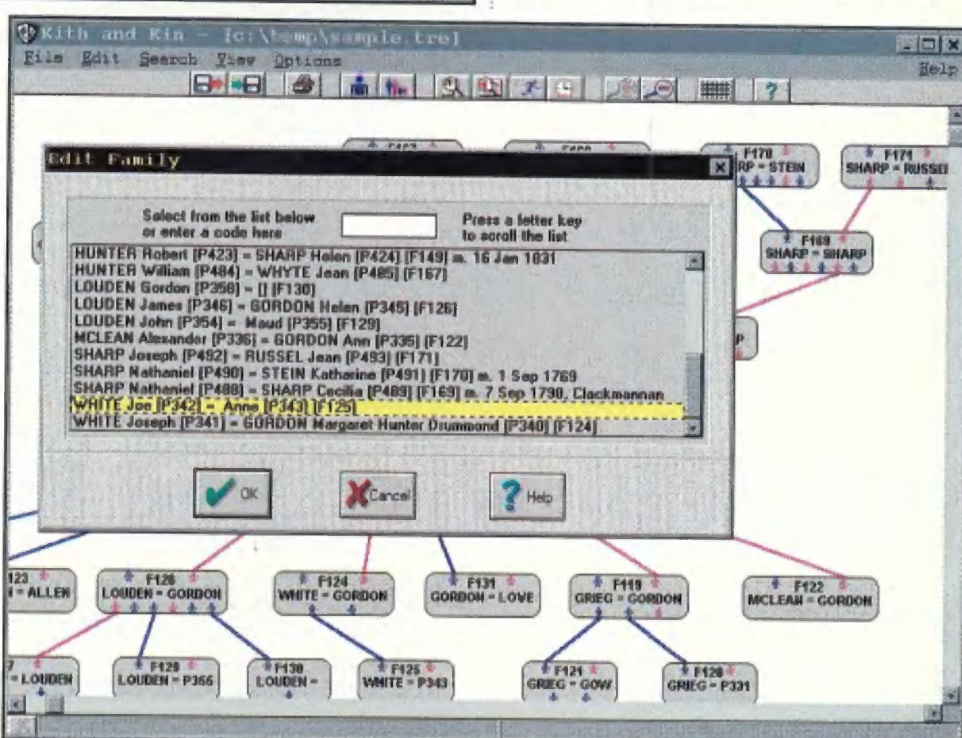 Kith and Kin - [c:\temp\sample.tre]
File Edit Search View Options Help
F170
RP = STEIN
F171
SHARP = RUSSEL
F169
SHARP = SHARP
Edit Family
Select from the list below
or enter a code here
Press a letter key
to scroll the list
HUNTER Robert [P423] = SHARP Helen [P424] [F149] m. 16 Jan 1831
HUNTER William [P484] = WHYTE Jean [P485] [F167]
LOUDEN Gordon [P358] = [] [F130]
LOUDEN James [P346] = GORDON Helen [P345] [F126]
LOUDEN John [P354] = Maud [P355] [F129]
MCLEAN Alexander [P336] = GORDON Ann [P335] [F122]
SHARP Joseph [P492] = RUSSEL Jean [P493] [F171]
SHARP Nathaniel [P490] = STEIN Katharine [P491] [F170] m. 1 Sep 1769
SHARP Nathaniel [P488] = SHARP Cecilia [P489] [F169] m. 7 Sep 1790, Clackmannan
WHITE Joe [P342] = Anne [P343] [F125]
WHITE Joseph [P341] = GORDON Margaret Hunter Drummond [P340] [F124]
OK
Cancel
Help
123
= ALLEN
F126
LOUDEN = GORDON
F124
WHITE = GORDON
F131
GORDON = LOVE
F119
GRIEG = GORDON
F122
MCLEAN = GORDON
7
= LOUDEN
F129
LOUDEN = P355
F130
LOUDEN =
F125
WHITE = P343
F121
GRIEG = GOW
F120
GRIEG = P331